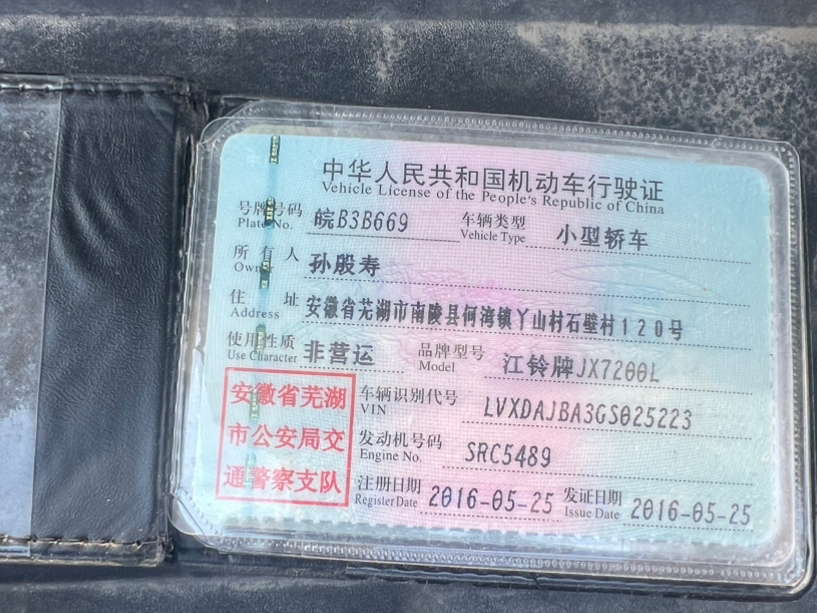 中华人民共和国机动车行驶证
Vehicle License of the People's Republic of China
号牌号码 皖B3B669 车辆类型 小型轿车
Plate No. Vehicle Type
所有人 孙殷寿
Owner
住址 安徽省芜湖市南陵县何湾镇丫山村石壁村120号
Address
使用性质 非营运 品牌型号 江铃牌JX7200L
Use Character Model
安徽省芜湖
市公安局交
通警察支队
车辆识别代号 LVXDAJBA3GS025223
VIN
发动机号码 SRC5489
Engine No.
注册日期 2016-05-25 发证日期 2016-05-25
Register Date Issue Date